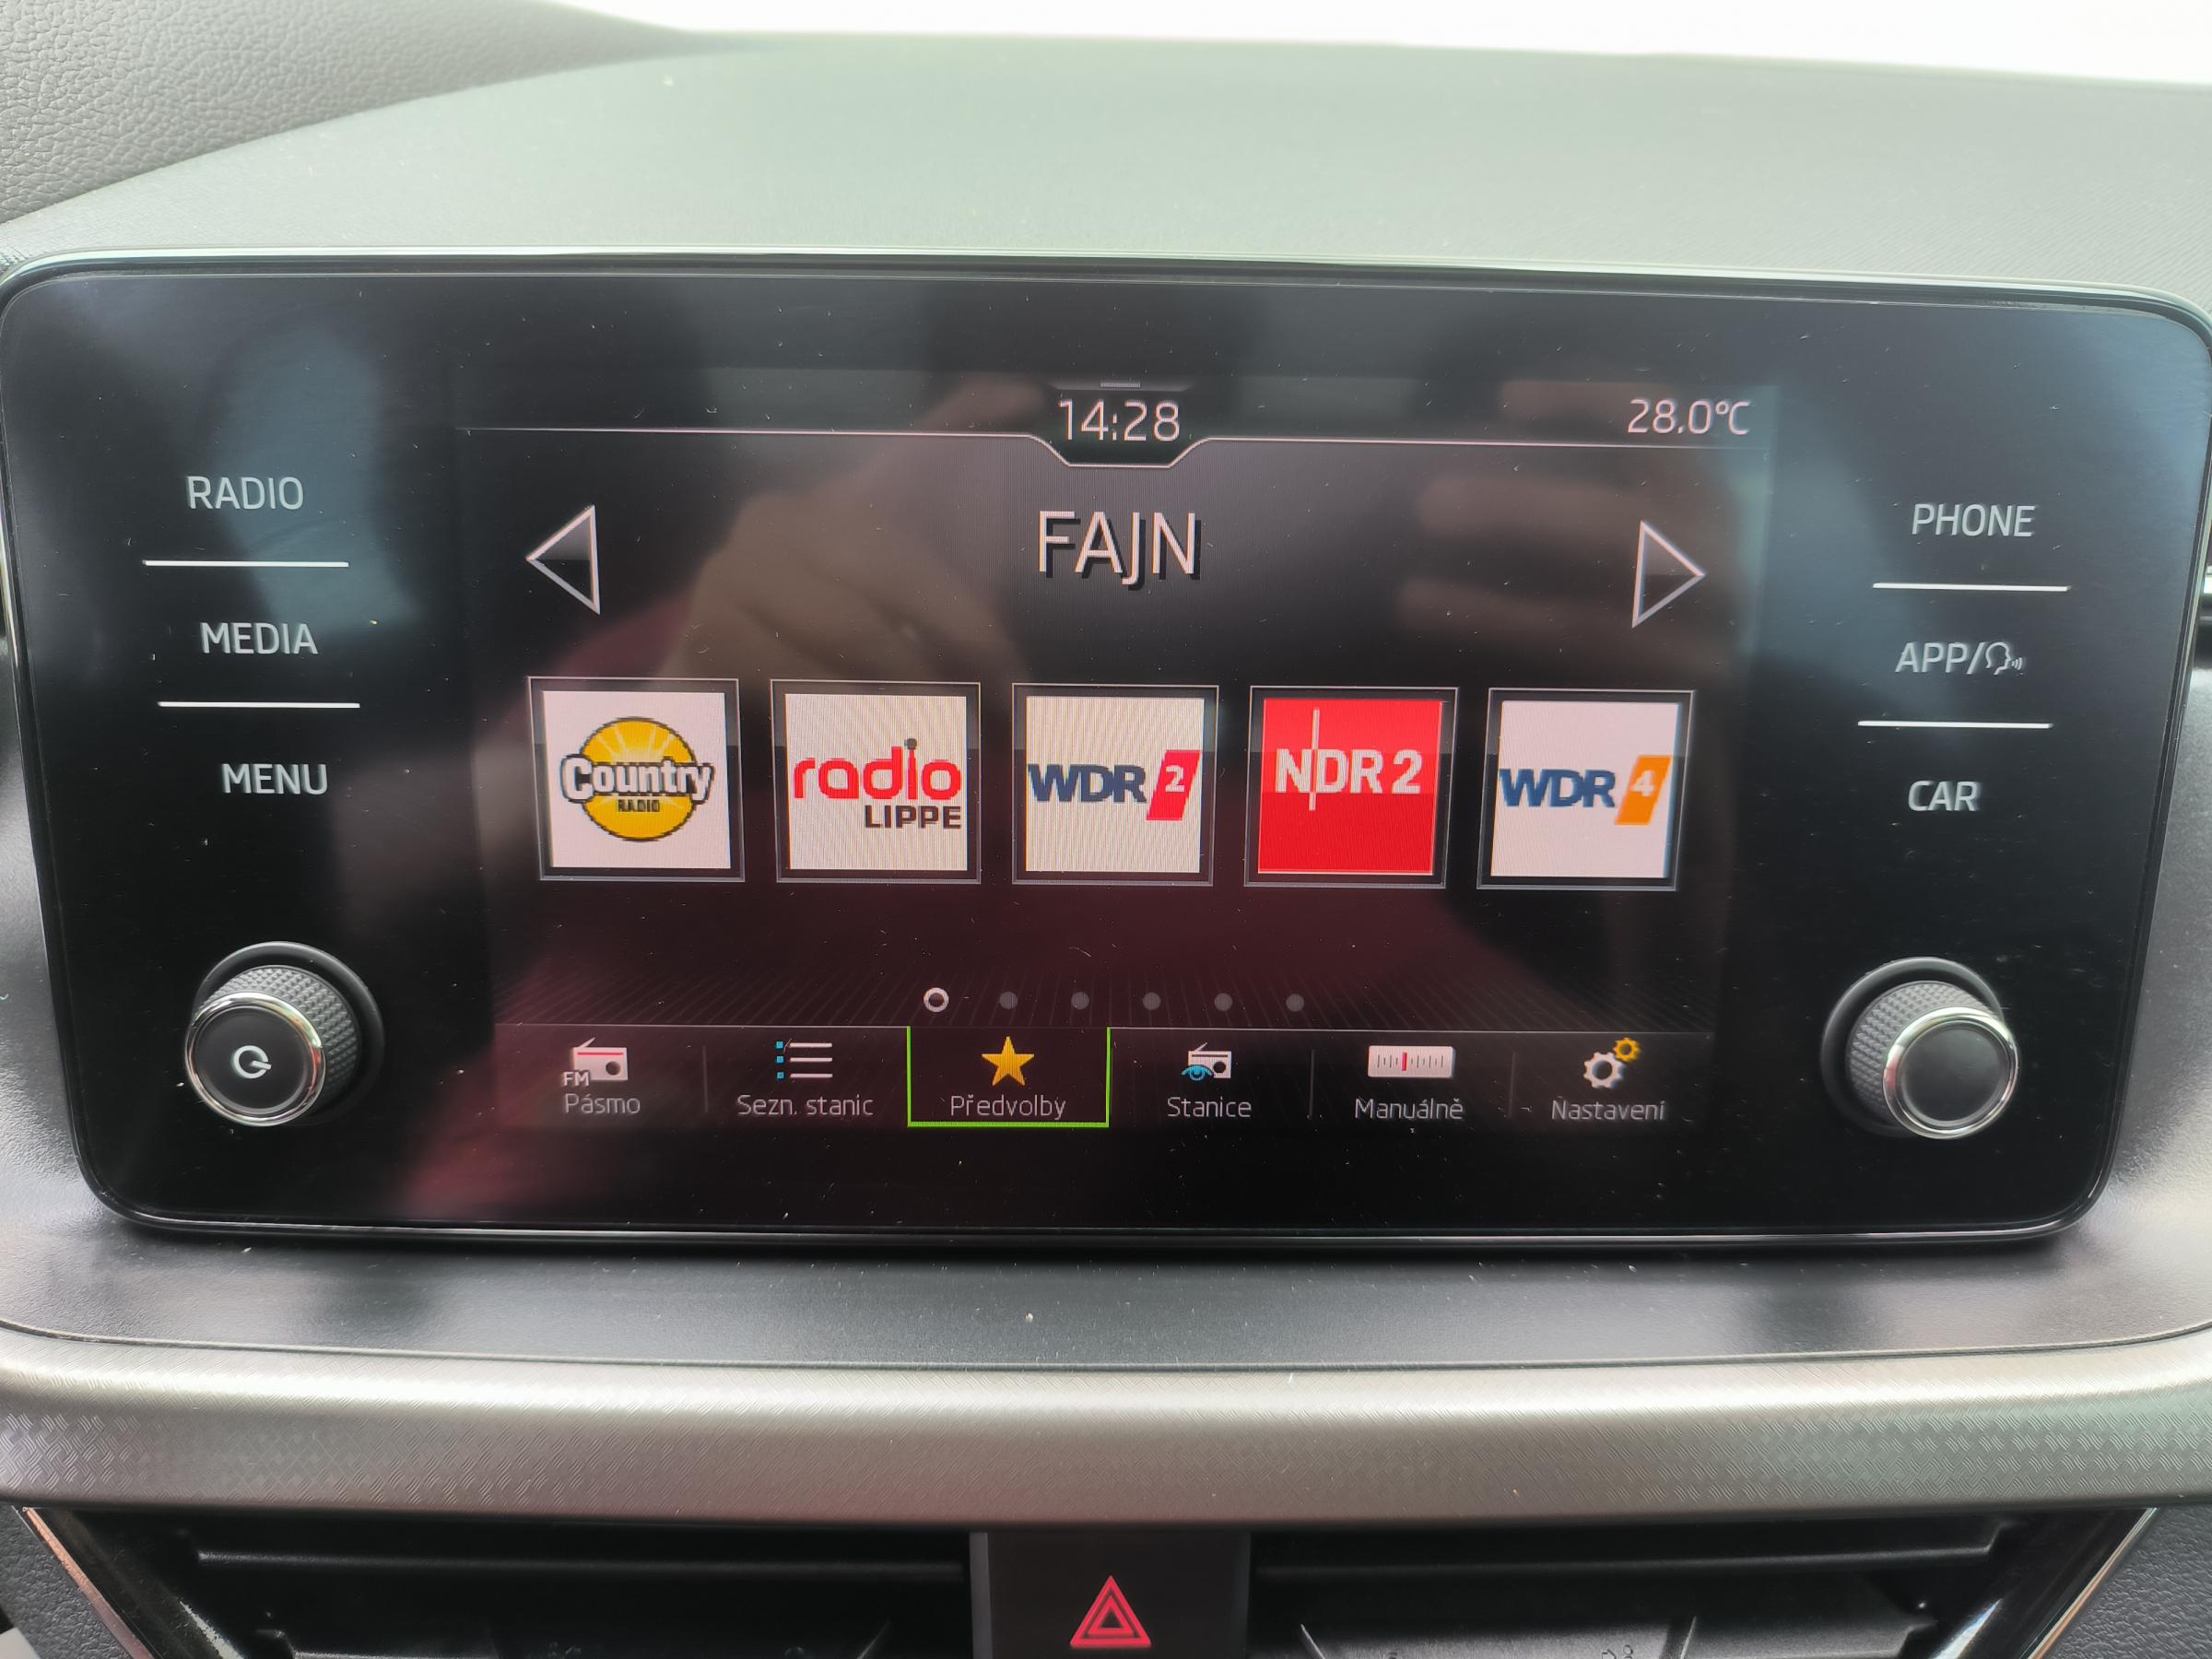 14:28
28.0°C
RADIO
MEDIA
MENU
FAJN
PHONE
APP/
CAR
Country
RADIO
radio
LIPPE
WDR 2
NDR 2
WDR 4
FM
Pásmo
Sezn. stanic
Předvolby
Stanice
Manuálně
Nastavení